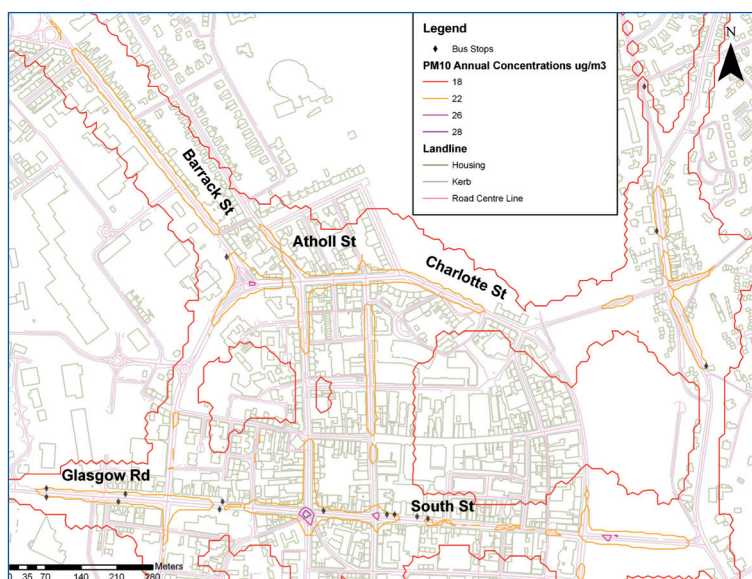 Legend
Bus Stops
PM10 Annual Concentrations ug/m3
18
22
26
28
Landline
Housing
Kerb
Road Centre Line
N
Barrack St
Atholl St
Charlotte St
Glasgow Rd
South St
Meters
0 35 70 140 210 280